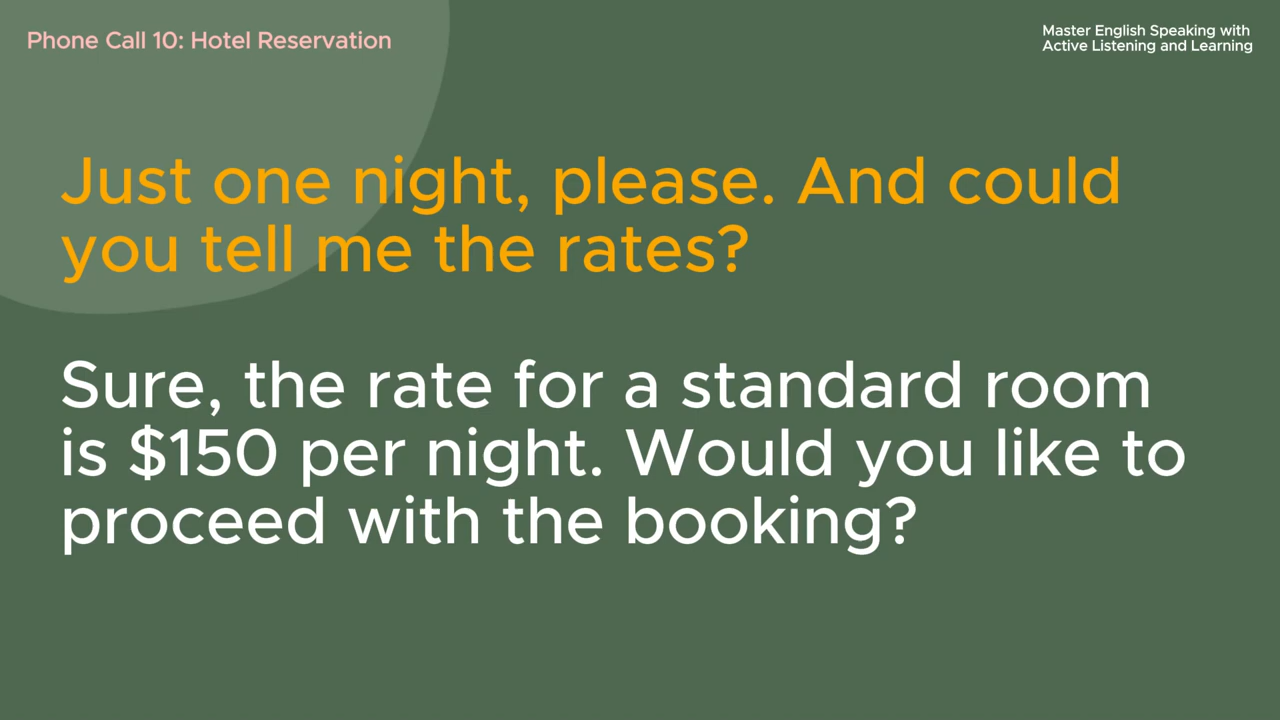 Phone Call 10: Hotel Reservation
Master English Speaking with
Active Listening and Learning
Just one night, please. And could
you tell me the rates?
Sure, the rate for a standard room
is $150 per night. Would you like to
proceed with the booking?